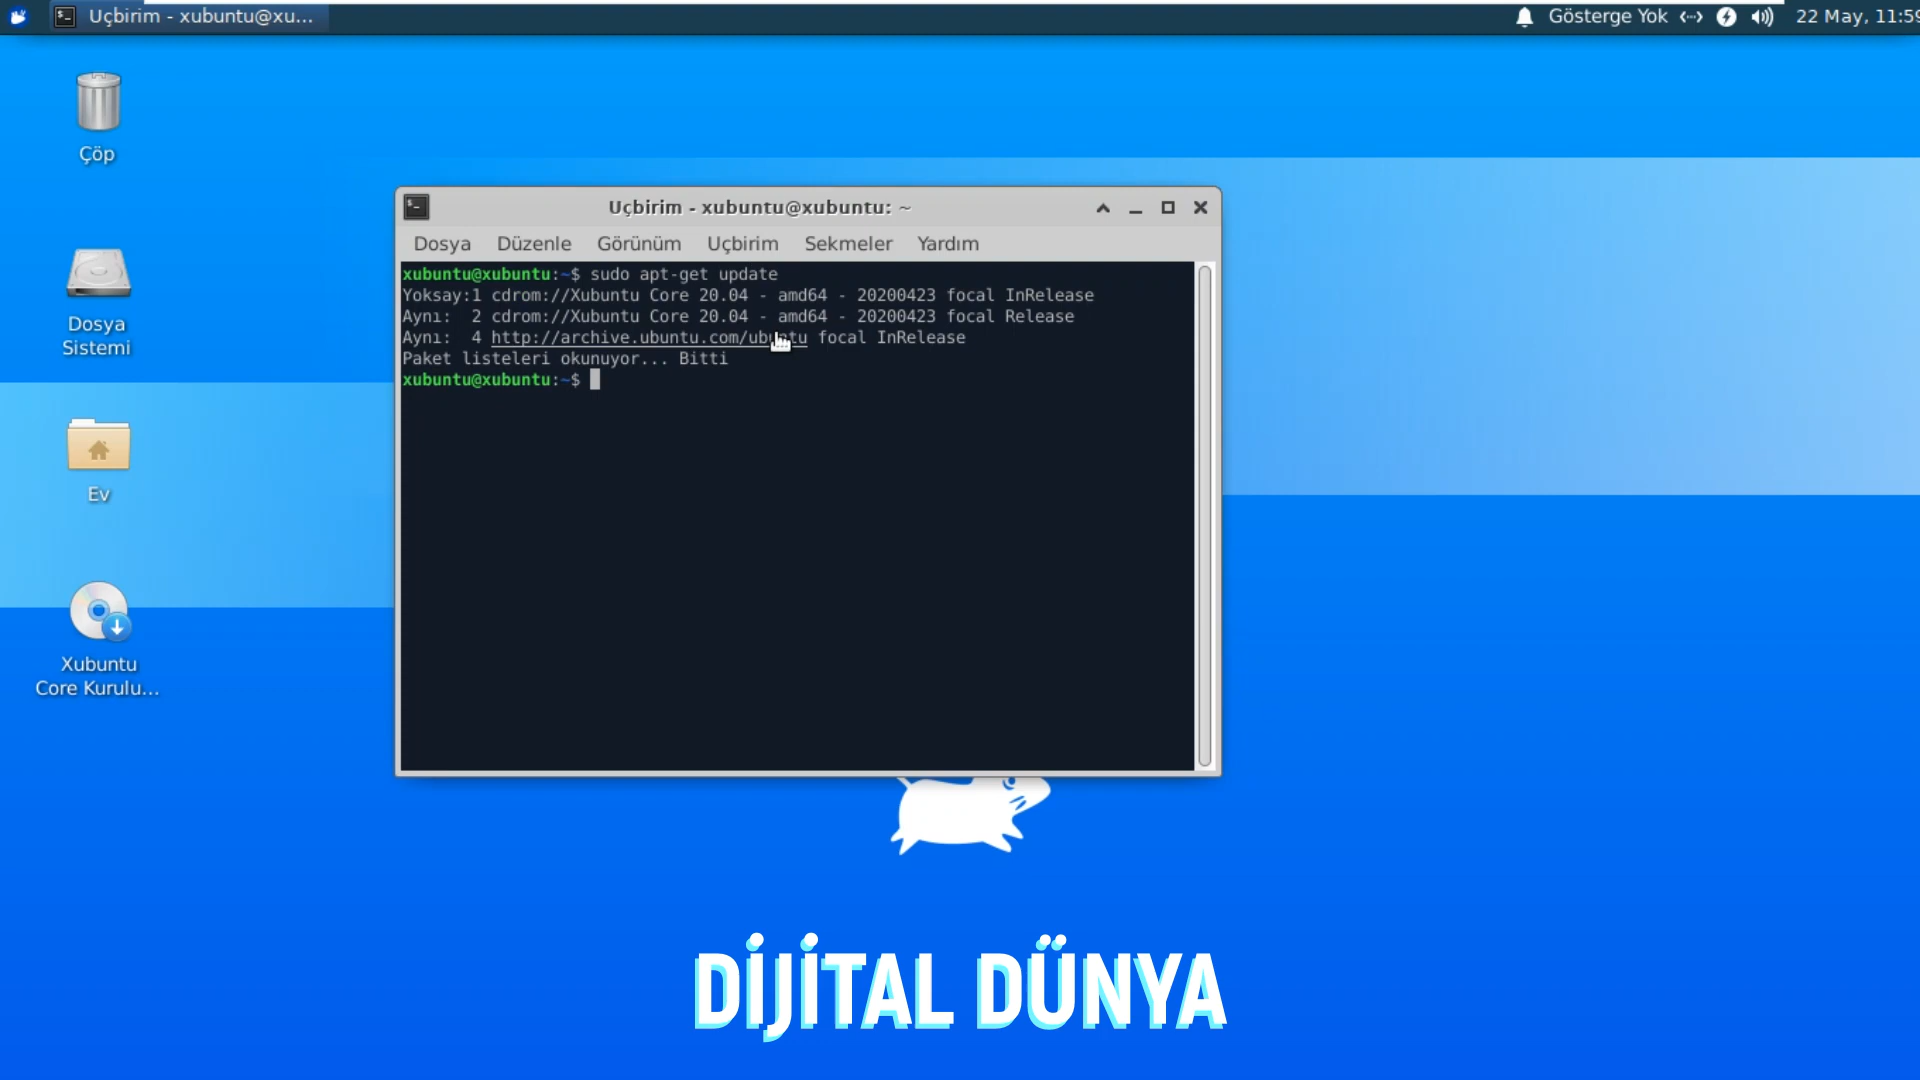 Uçbirim - xubuntu@xu...
Gösterge Yok
22 May, 11:59
Çöp
Dosya
Sistemi
Ev
Xubuntu
Core Kurulu...
Uçbirim - xubuntu@xubuntu: ~
Dosya Düzenle Görünüm Uçbirim Sekmeler Yardım
xubuntu@xubuntu:~$ sudo apt-get update
Yoksay:1 cdrom://Xubuntu Core 20.04 - amd64 - 20200423 focal InRelease
Aynı: 2 cdrom://Xubuntu Core 20.04 - amd64 - 20200423 focal Release
Aynı: 4 http://archive.ubuntu.com/ubuntu focal InRelease
Paket listeleri okunuyor... Bitti
xubuntu@xubuntu:~$
DİJİTAL DÜNYA